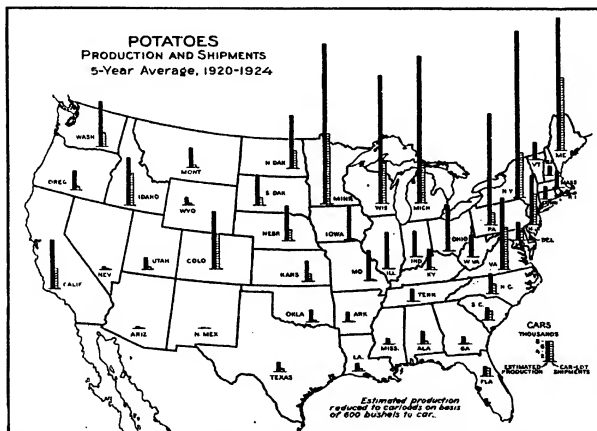 POTATOES
PRODUCTION AND SHIPMENTS
5-Year Average, 1920-1924
WASH
OREG
CALIF
NEV
IDAHO
MONT
WYO
UTAH
COLO
ARIZ
N. MEX
N DAK
S DAK
NEBR
KANS
OKLA
TEXAS
MINN
IOWA
MO
ARK
LA.
WIS
ILL
MICH
IND
OHIO
KY
TENN
MISS.
ALA
GA
FLA
S.C.
N.C.
VA
W VA
PA
N.Y.
VT
ME
MASS
R.I.
N.J.
DEL
CARS
THOUSANDS
ESTIMATED PRODUCTION
CAR-LOT SHIPMENTS
Estimated production
reduced to carloads on basis
of 600 bushels to car.